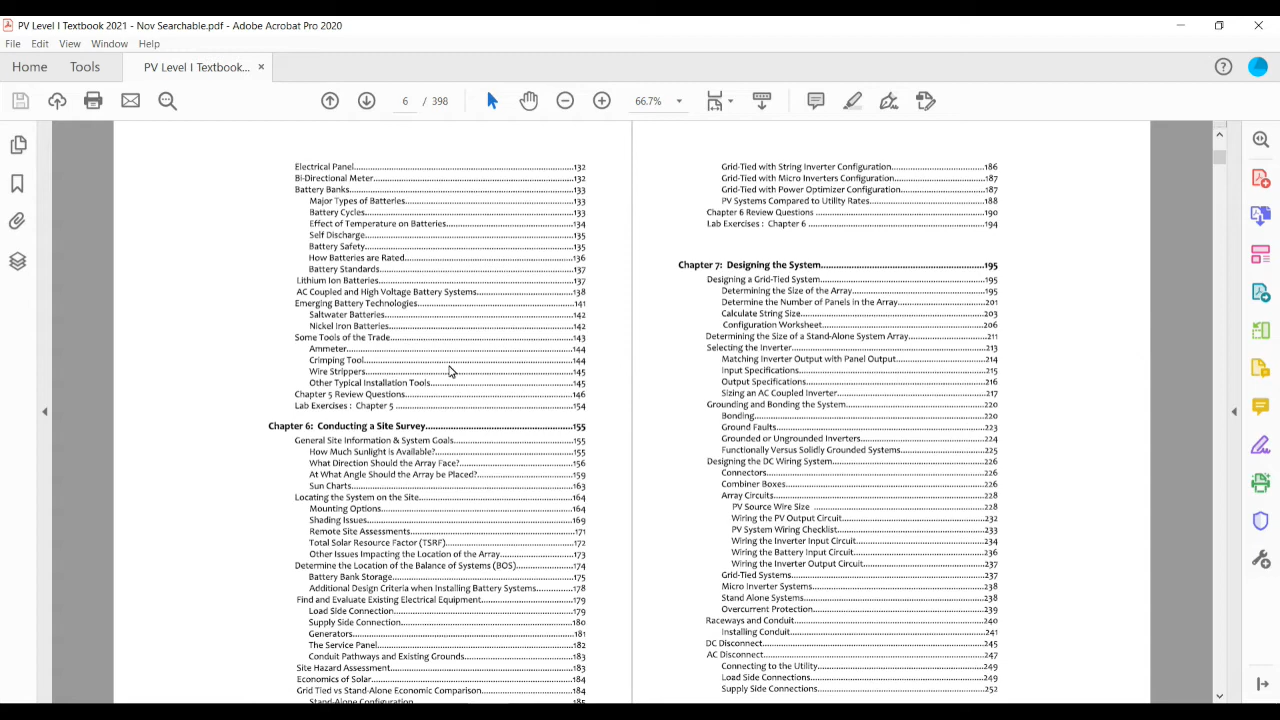 PV Level I Textbook 2021 - Nov Searchable.pdf - Adobe Acrobat Pro 2020
File Edit View Window Help
Home Tools PV Level I Textbook... ×
6 / 398 66.7%
Electrical Panel.....132
Bi-Directional Meter.....132
Battery Banks.....133
Major Types of Batteries.....133
Battery Cycles.....133
Effect of Temperature on Batteries.....134
Self Discharge.....135
Battery Safety.....135
How Batteries are Rated.....136
Battery Standards.....137
Lithium Ion Batteries.....137
AC Coupled and High Voltage Battery Systems.....138
Emerging Battery Technologies.....141
Saltwater Batteries.....142
Nickel Iron Batteries.....142
Some Tools of the Trade.....143
Ammeter.....144
Crimping Tool.....144
Wire Strippers.....145
Other Typical Installation Tools.....145
Chapter 5 Review Questions.....146
Lab Exercises : Chapter 5 .....154
Chapter 6: Conducting a Site Survey.....155
General Site Information & System Goals.....155
How Much Sunlight is Available?.....155
What Direction Should the Array Face?.....156
At What Angle Should the Array be Placed?.....159
Sun Charts.....163
Locating the System on the Site.....164
Mounting Options.....164
Shading Issues.....169
Remote Site Assessments.....171
Total Solar Resource Factor (TSRF).....172
Other Issues Impacting the Location of the Array.....173
Determine the Location of the Balance of Systems (BOS).....174
Battery Bank Storage.....175
Additional Design Criteria when Installing Battery Systems.....178
Find and Evaluate Existing Electrical Equipment.....179
Load Side Connection.....179
Supply Side Connection.....180
Generators.....181
The Service Panel.....182
Conduit Pathways and Existing Grounds.....183
Site Hazard Assessment.....183
Economics of Solar.....184
Grid Tied vs Stand-Alone Economic Comparison.....184
Stand-Alone Configuration.....185
Grid-Tied with String Inverter Configuration.....186
Grid-Tied with Micro Inverters Configuration.....187
Grid-Tied with Power Optimizer Configuration.....187
PV Systems Compared to Utility Rates.....188
Chapter 6 Review Questions .....190
Lab Exercises : Chapter 6 .....194
Chapter 7: Designing the System.....195
Designing a Grid-Tied System.....195
Determining the Size of the Array.....195
Determine the Number of Panels in the Array.....201
Calculate String Size.....203
Configuration Worksheet.....206
Determining the Size of a Stand-Alone System Array.....211
Selecting the Inverter.....213
Matching Inverter Output with Panel Output.....214
Input Specifications.....215
Output Specifications.....216
Sizing an AC Coupled Inverter.....217
Grounding and Bonding the System.....220
Bonding.....220
Ground Faults.....223
Grounded or Ungrounded Inverters.....224
Functionally Versus Solidly Grounded Systems.....225
Designing the DC Wiring System.....226
Connectors.....226
Combiner Boxes.....226
Array Circuits.....228
PV Source Wire Size .....228
Wiring the PV Output Circuit.....232
PV System Wiring Checklist.....233
Wiring the Inverter Input Circuit.....234
Wiring the Battery Input Circuit.....236
Wiring the Inverter Output Circuit.....237
Grid-Tied Systems.....237
Micro Inverter Systems.....238
Stand Alone Systems.....238
Overcurrent Protection.....239
Raceways and Conduit.....240
Installing Conduit.....241
DC Disconnect.....245
AC Disconnect.....247
Connecting to the Utility.....249
Load Side Connections.....249
Supply Side Connections.....252